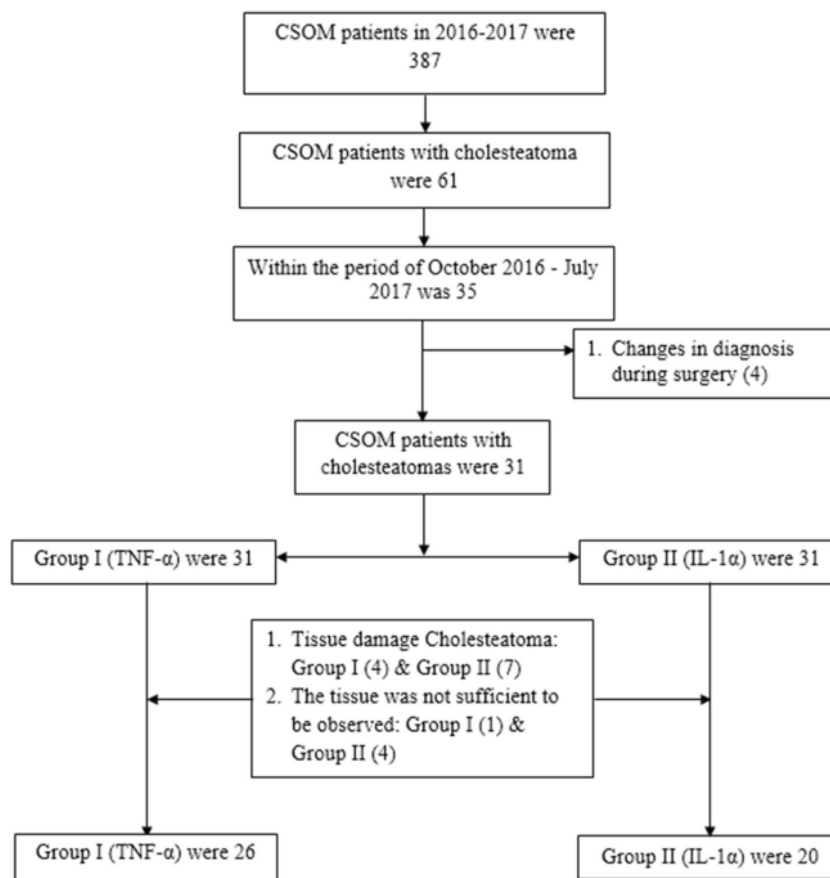 CSOM patients in 2016-2017 were
387
CSOM patients with cholesteatoma
were 61
Within the period of October 2016 - July
2017 was 35
1. Changes in diagnosis
during surgery (4)
CSOM patients with
cholesteatomas were 31
Group I (TNF-α) were 31
Group II (IL-1α) were 31
1. Tissue damage Cholesteatoma:
Group I (4) & Group II (7)
2. The tissue was not sufficient to
be observed: Group I (1) &
Group II (4)
Group I (TNF-α) were 26
Group II (IL-1α) were 20